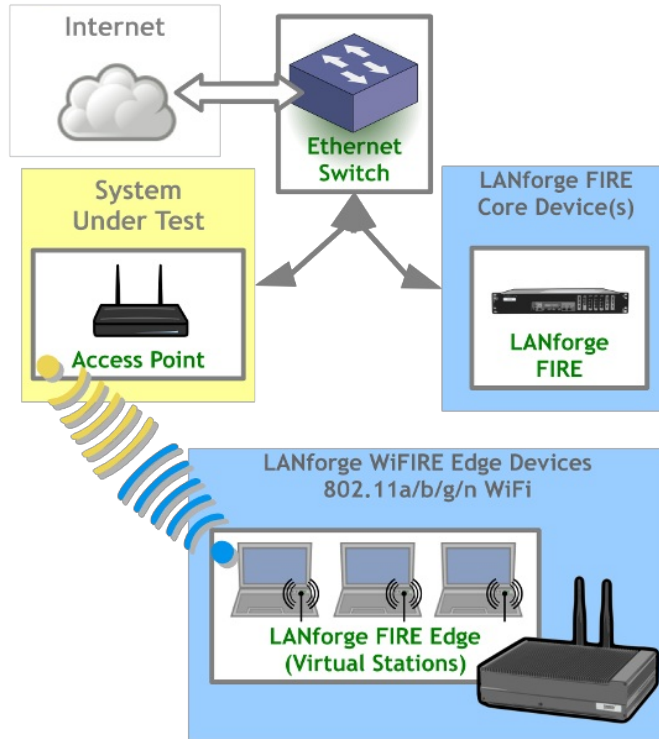 Internet
Ethernet
Switch
System
Under Test
Access Point
LANforge FIRE
Core Device(s)
LANforge
FIRE
LANforge WiFIRE Edge Devices
802.11a/b/g/n WiFi
LANforge FIRE Edge
(Virtual Stations)